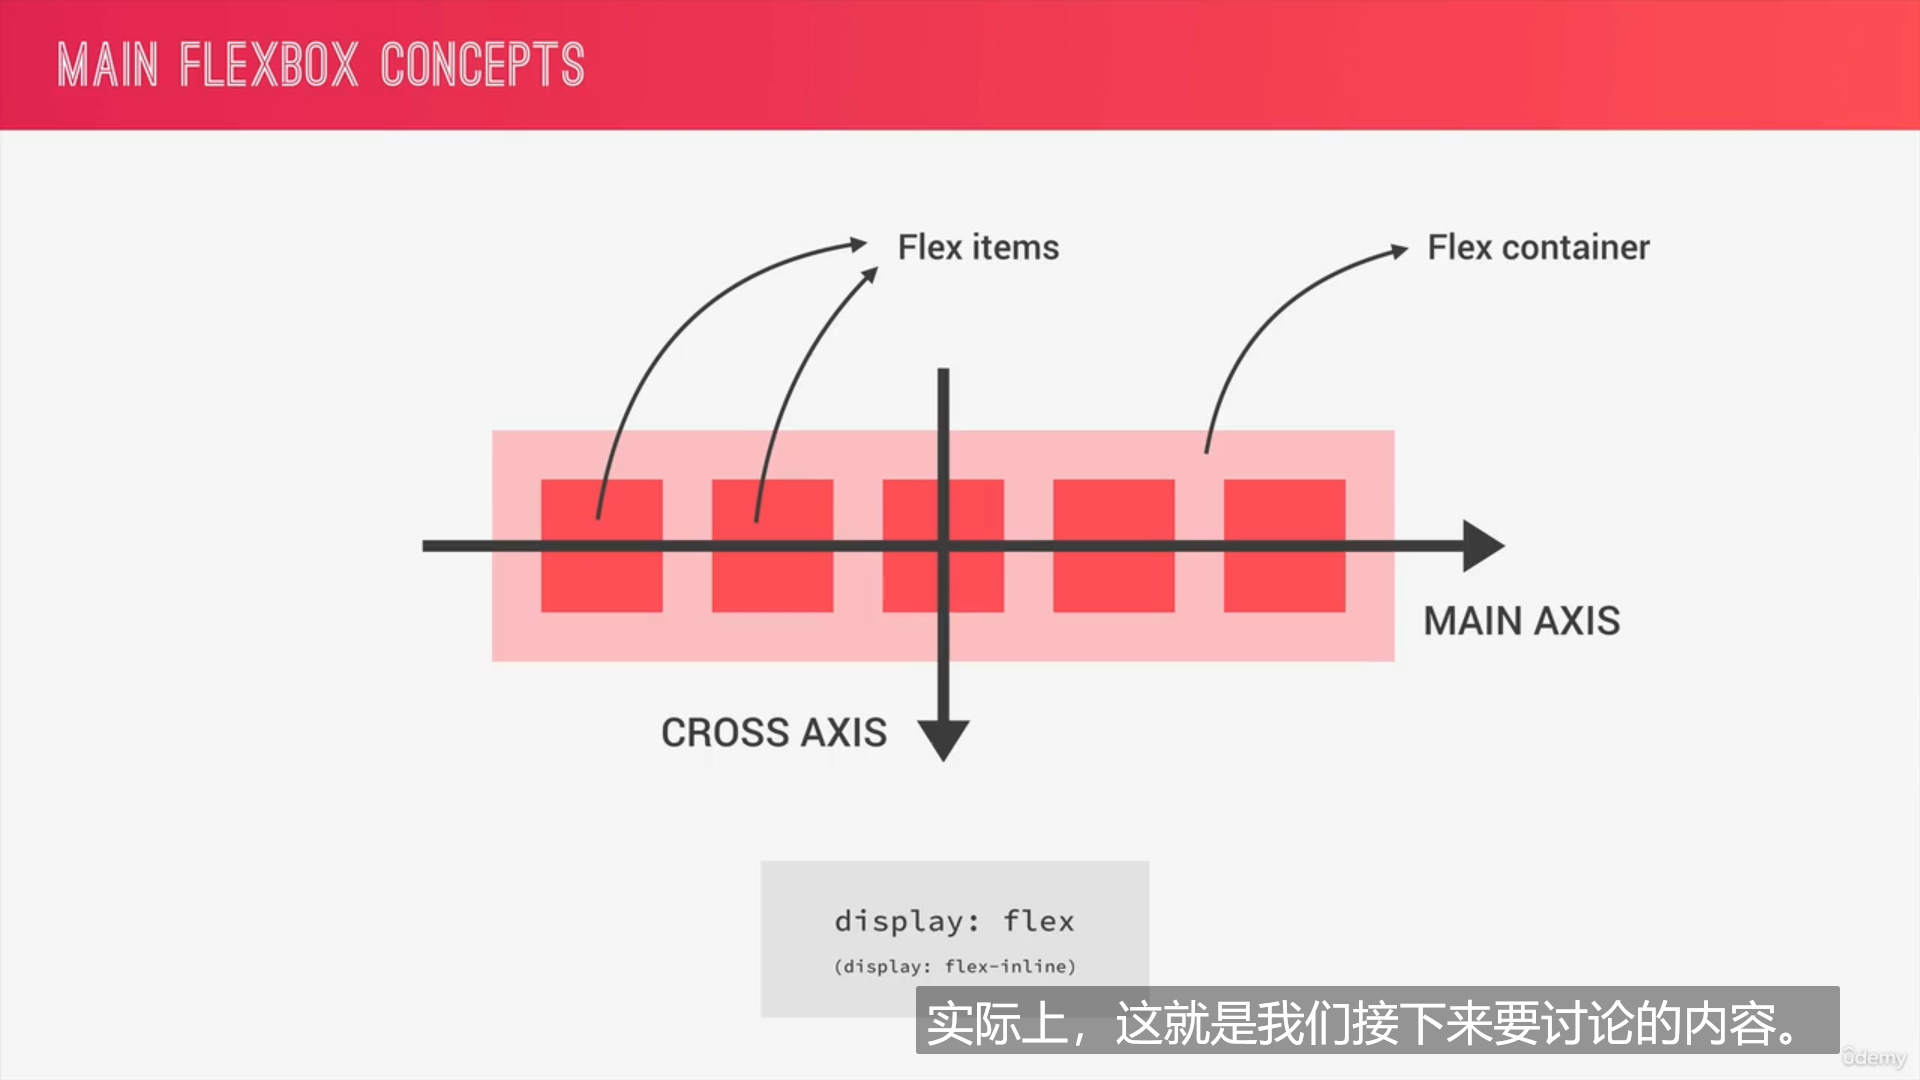 MAIN FLEXBOX CONCEPTS
Flex items
Flex container
MAIN AXIS
CROSS AXIS
display: flex
(display: flex-inline)
实际上，这就是我们接下来要讨论的内容。
ûdemy